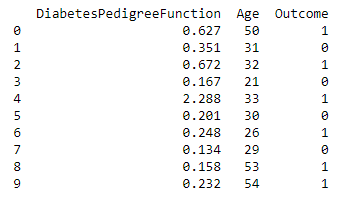 DiabetesPedigreeFunction Age Outcome
0 0.627 50 1
1 0.351 31 0
2 0.672 32 1
3 0.167 21 0
4 2.288 33 1
5 0.201 30 0
6 0.248 26 1
7 0.134 29 0
8 0.158 53 1
9 0.232 54 1